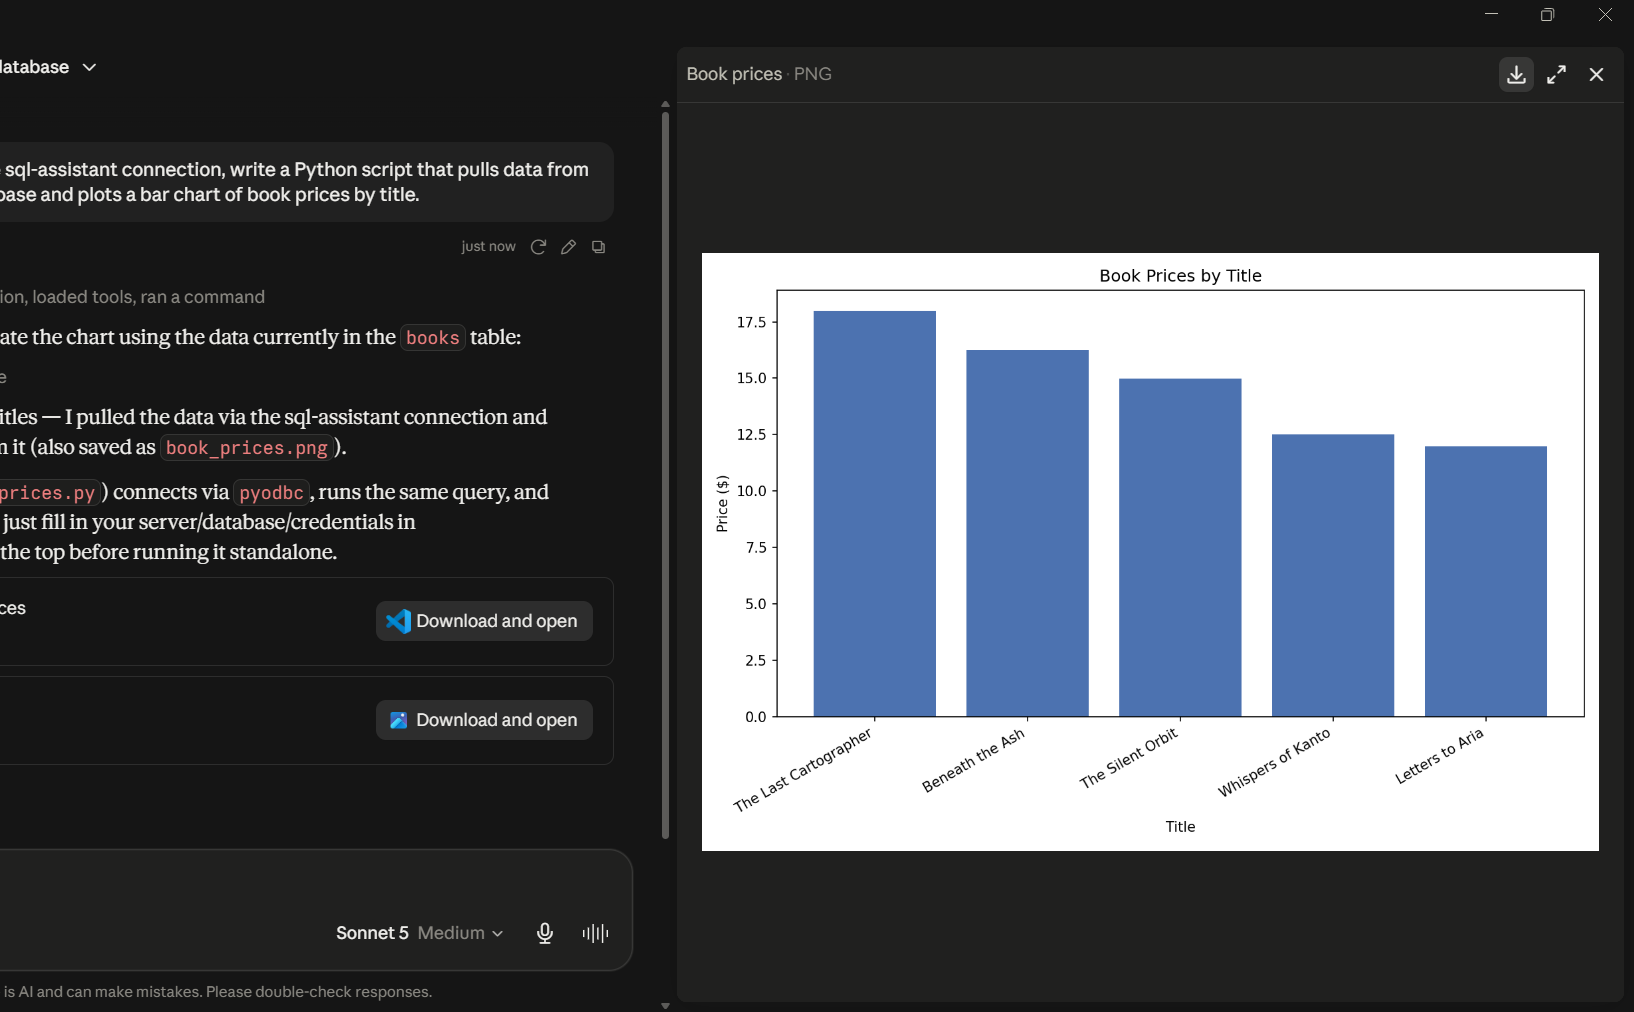 latabase
sql-assistant connection, write a Python script that pulls data from
base and plots a bar chart of book prices by title.
just now
ion, loaded tools, ran a command
ate the chart using the data currently in the books table:
e
itles — I pulled the data via the sql-assistant connection and
n it (also saved as book_prices.png).
prices.py) connects via pyodbc, runs the same query, and
just fill in your server/database/credentials in
the top before running it standalone.
ces
Download and open
Download and open
Sonnet 5 Medium
is AI and can make mistakes. Please double-check responses.
Book prices · PNG
Book Prices by Title
17.5
15.0
12.5
10.0
7.5
5.0
2.5
0.0
Price ($)
The Last Cartographer
Beneath the Ash
The Silent Orbit
Whispers of Kanto
Letters to Aria
Title